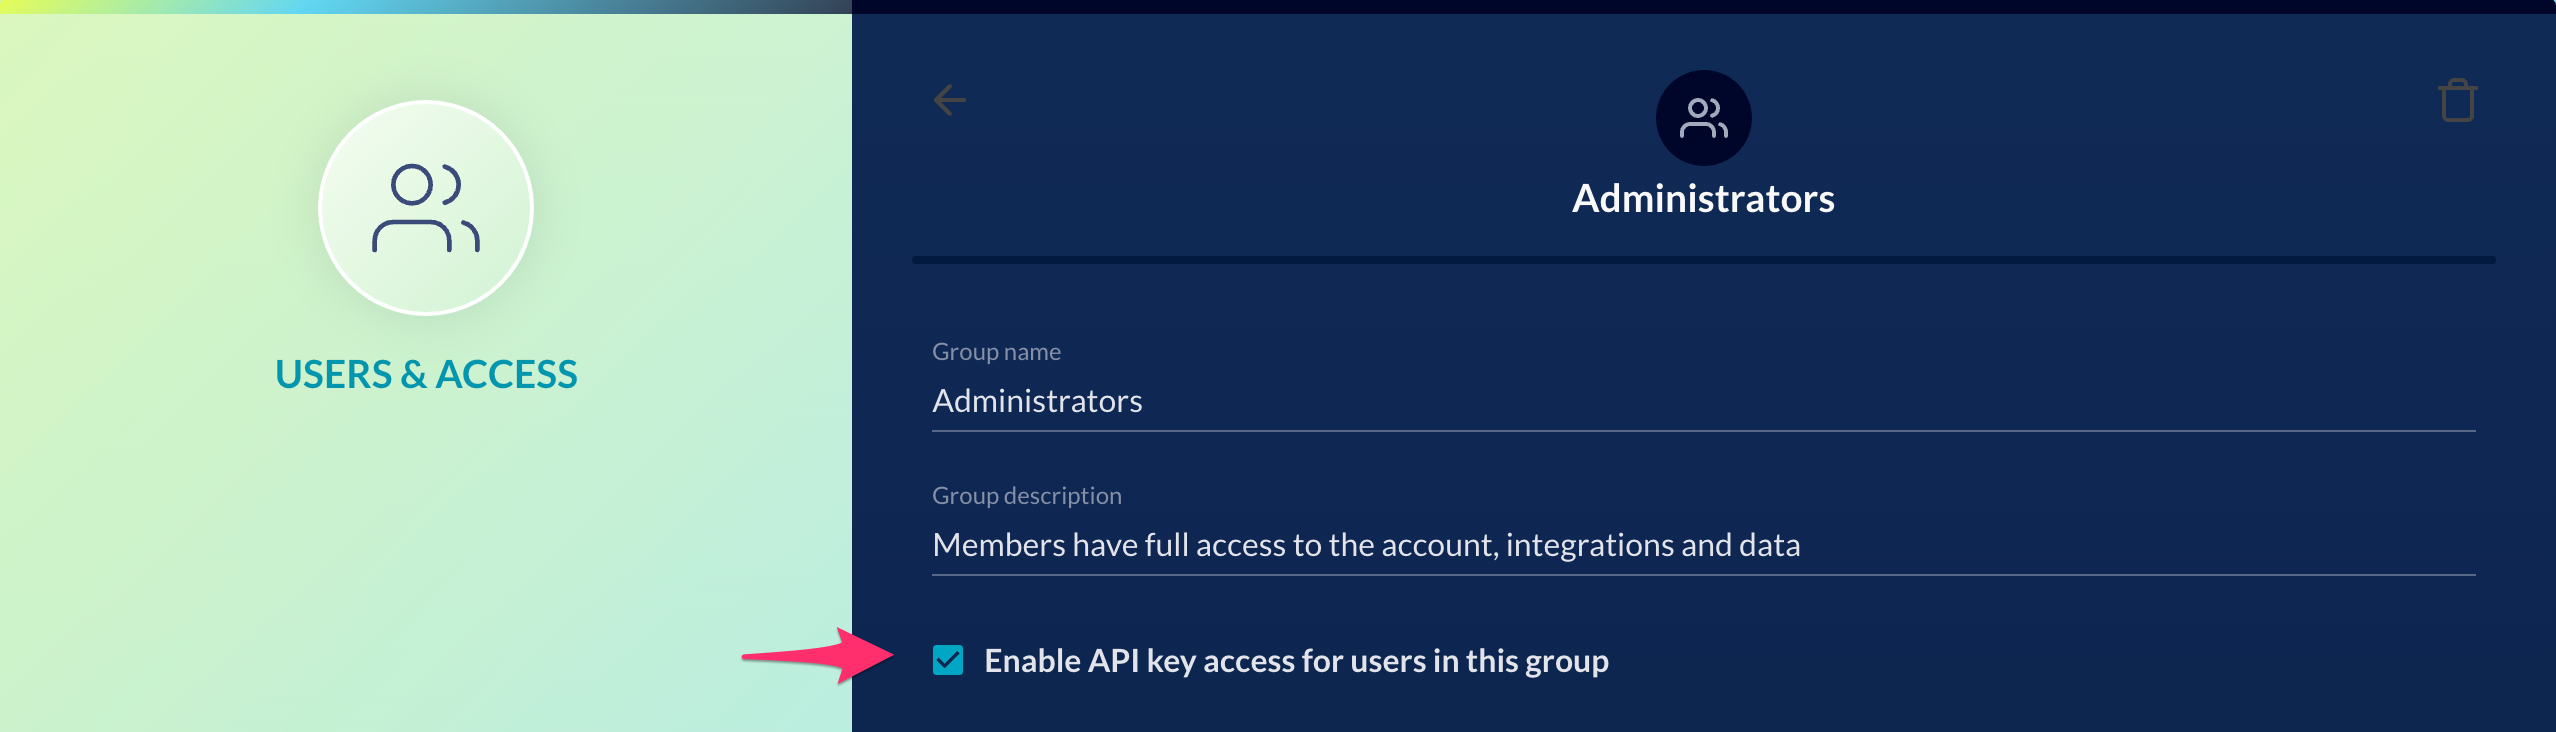 USERS & ACCESS
Administrators
Group name
Administrators
Group description
Members have full access to the account, integrations and data
Enable API key access for users in this group